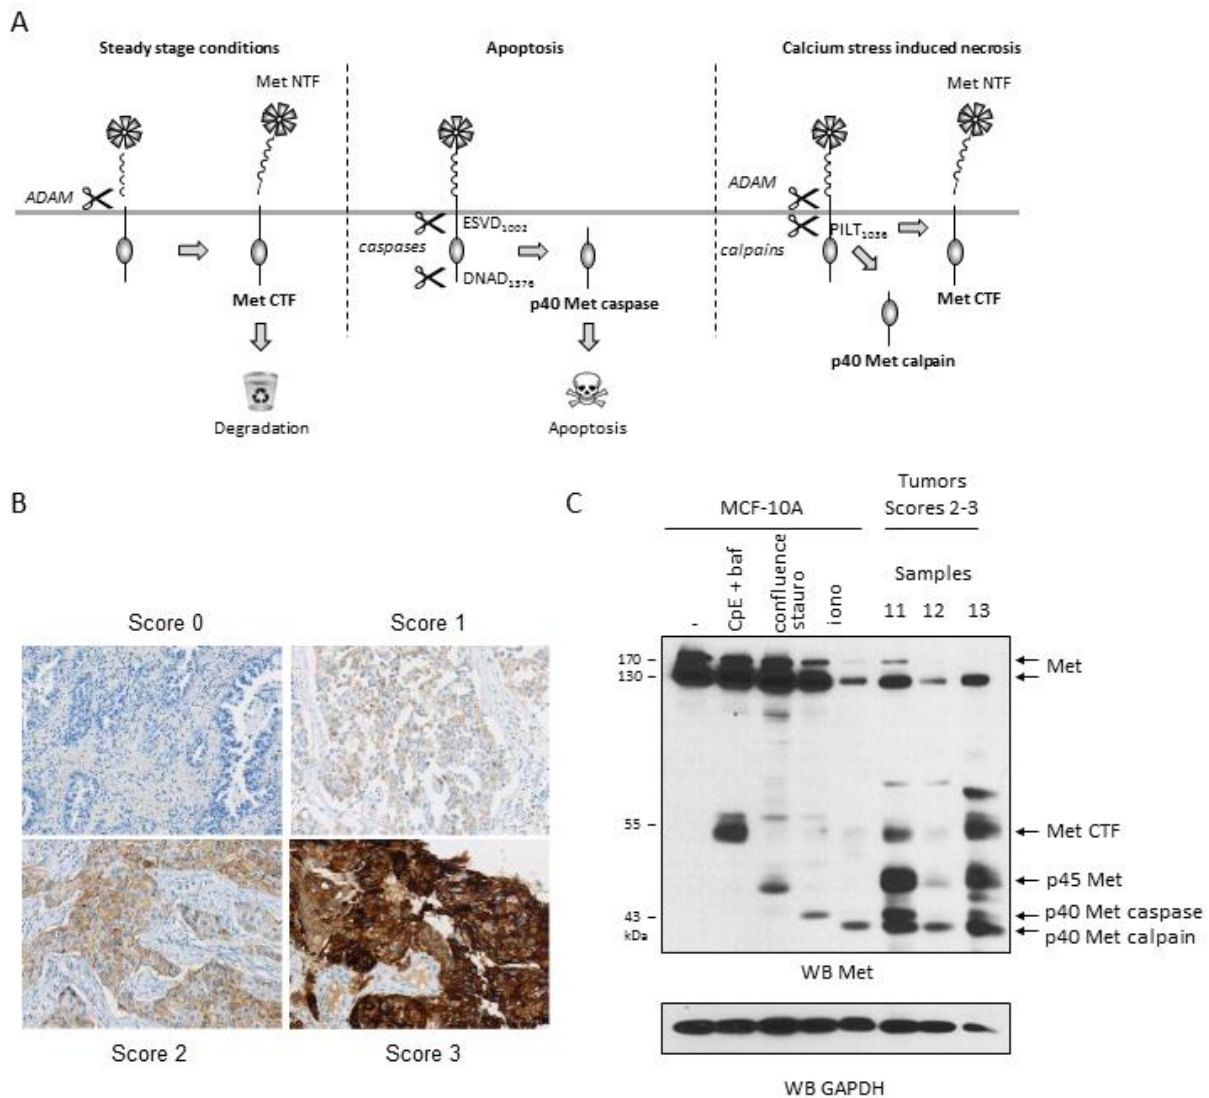 A
Steady stage conditions
Apoptosis
Calcium stress induced necrosis
Met NTF
Met NTF
ADAM
ADAM
caspases
ESVD1002
DNAD1376
calpains
PILT1036
Met CTF
p40 Met caspase
Met CTF
p40 Met calpain
Degradation
Apoptosis
B
Score 0
Score 1
Score 2
Score 3
C
MCF-10A
Tumors
Scores 2-3
-
CpE + baf
confluence
stauro
iono
Samples
11
12
13
170 –
130 –
55 –
43 –
kDa
Met
Met CTF
p45 Met
p40 Met caspase
p40 Met calpain
WB Met
WB GAPDH